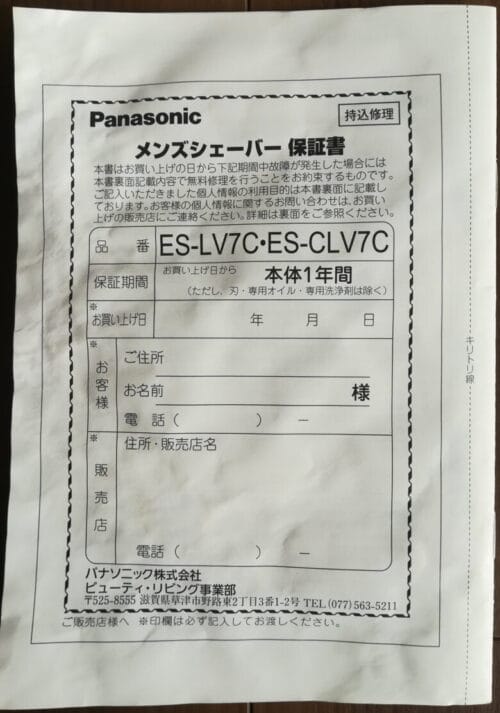 Panasonic
持込修理
メンズシェーバー 保証書
本書はお買い上げの日から下記期間中故障が発生した場合には
本書裏面記載内容で無料修理を行うことをお約束するものです。
ご記入いただきました個人情報の利用目的は本書裏面に記載し
ております。お客様の個人情報に関するお問い合わせは、お買い
上げの販売店にご連絡ください。詳細は裏面をご参照ください。
品番 ES-LV7C・ES-CLV7C
保証期間 お買い上げ日から 本体1年間
(ただし、刃・専用オイル・専用洗浄剤は除く)
※お買い上げ日 年 月 日
※お客様
ご住所
お名前 様
電話 ( ) −
※販売店
住所・販売店名
電話 ( ) −
パナソニック株式会社
ビューティ・リビング事業部
〒525-8555 滋賀県草津市野路東2丁目3番1-2号 TEL (077) 563-5211
ご販売店様へ ※印欄は必ず記入してお渡しください。
キリトリ線